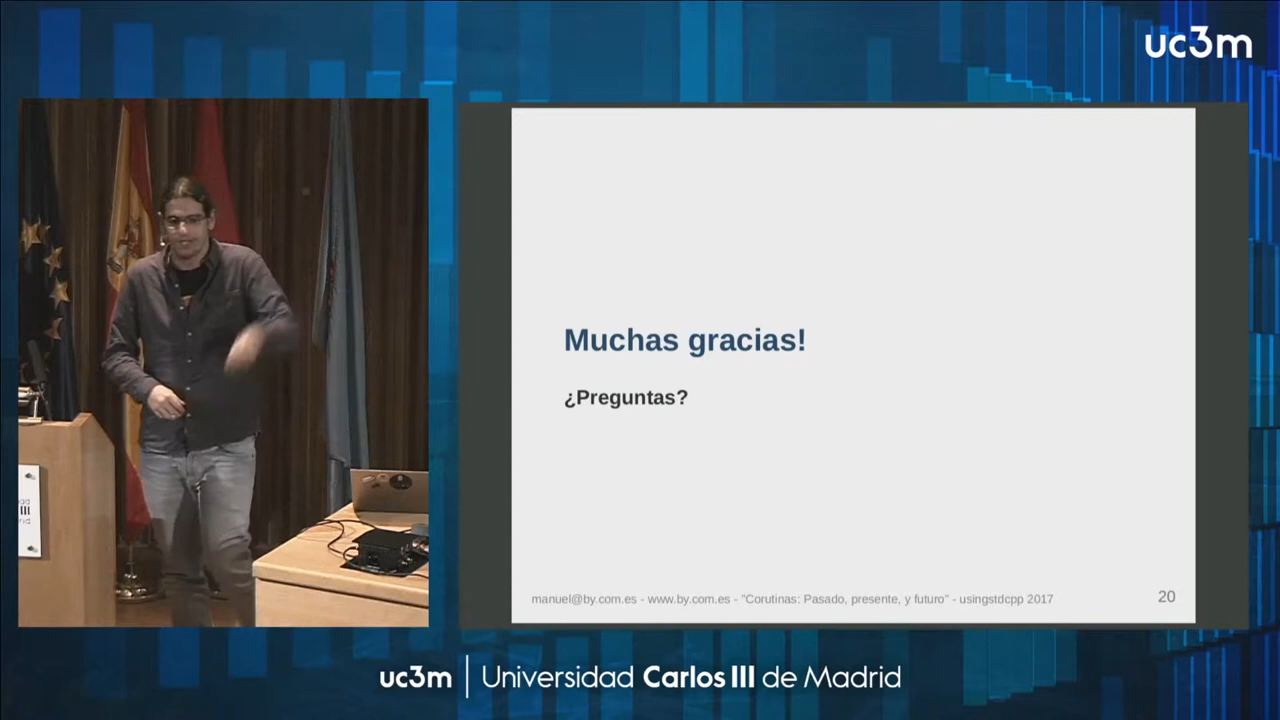 uc3m
Muchas gracias!
¿Preguntas?
manuel@by.com.es - www.by.com.es - "Corutinas: Pasado, presente, y futuro" - usingstdcpp 2017
20
III
uc3m | Universidad Carlos III de Madrid